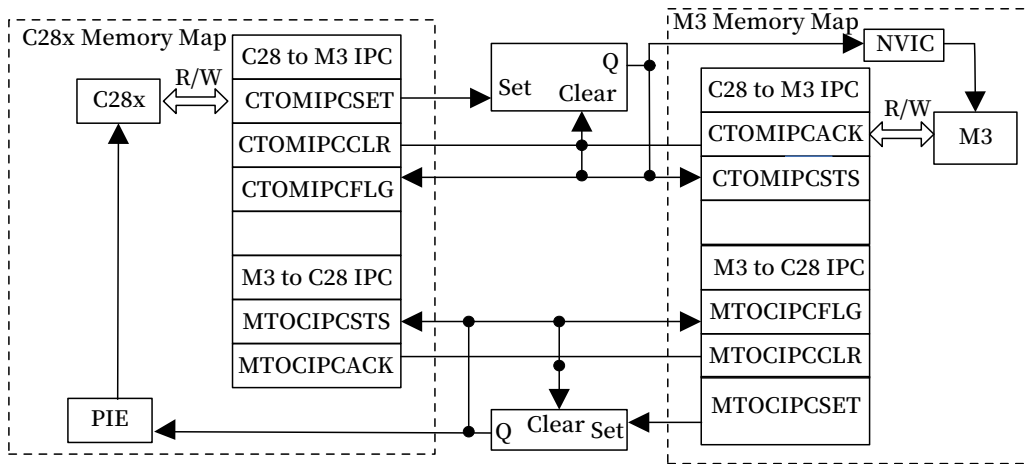 C28x Memory Map
C28x
R/W
C28 to M3 IPC
CTOMIPCSET
CTOMIPCCLR
CTOMIPCFLG
M3 to C28 IPC
MTOCIPCSTS
MTOCIPCACK
PIE
Q
Set
Clear
Q
Clear
Set
M3 Memory Map
NVIC
C28 to M3 IPC
CTOMIPCACK
CTOMIPCSTS
M3 to C28 IPC
MTOCIPCFLG
MTOCIPCCLR
MTOCIPCSET
R/W
M3